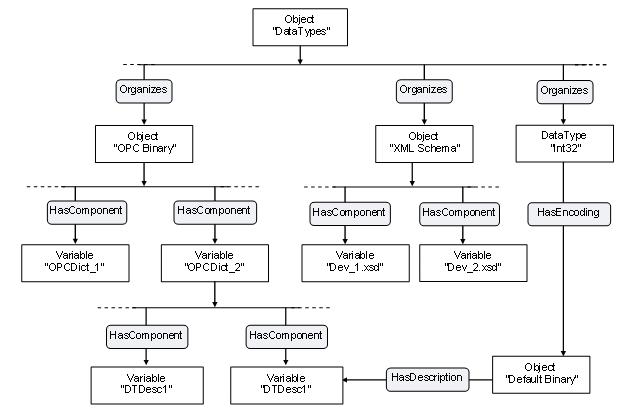 Object
"DataTypes"
Organizes
Organizes
Organizes
Object
"OPC Binary"
Object
"XML Schema"
DataType
"Int32"
HasComponent
HasComponent
HasComponent
HasComponent
HasEncoding
Variable
"OPCDict_1"
Variable
"OPCDict_2"
Variable
"Dev_1.xsd"
Variable
"Dev_2.xsd"
HasComponent
HasComponent
Variable
"DTDesc1"
Variable
"DTDesc1"
HasDescription
Object
"Default Binary"